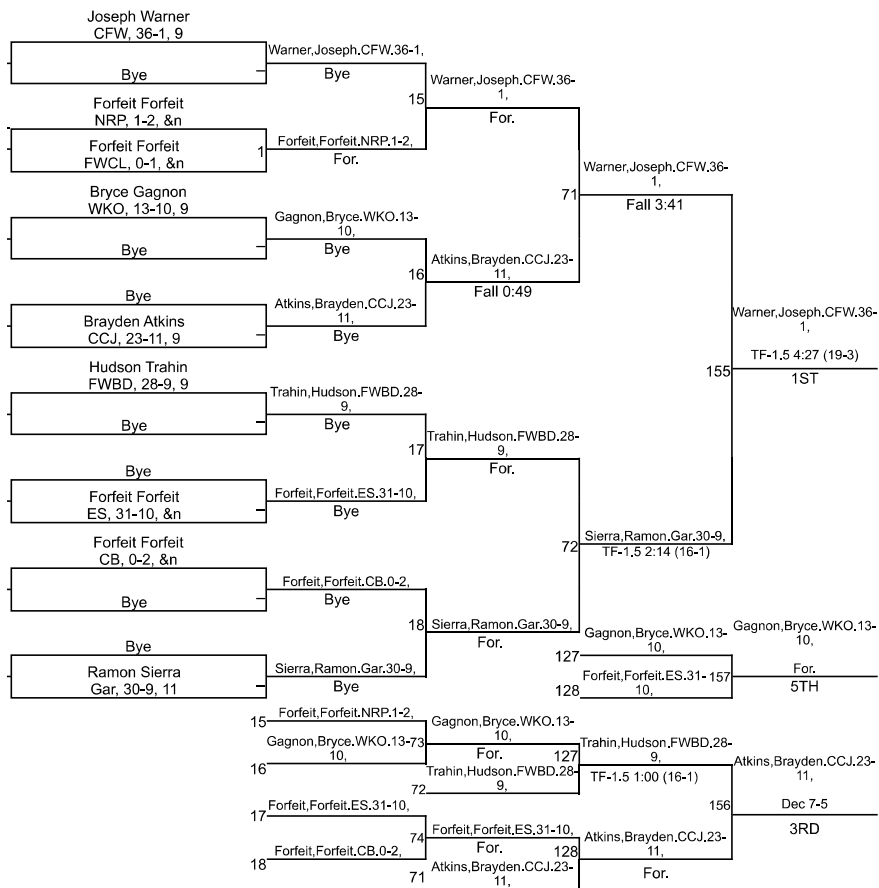 Joseph Warner
CFW, 36-1, 9
Bye
Warner,Joseph.CFW.36-1,
Bye
Forfeit Forfeit
NRP, 1-2, &n
Forfeit Forfeit
FWCL, 0-1, &n
1
Forfeit,Forfeit.NRP.1-2,
For.
15
Warner,Joseph.CFW.36-
1,
For.
Bryce Gagnon
WKO, 13-10, 9
Bye
Gagnon,Bryce.WKO.13-
10,
Bye
Bye
Brayden Atkins
CCJ, 23-11, 9
Atkins,Brayden.CCJ.23-
11,
Bye
16
Atkins,Brayden.CCJ.23-
11,
Fall 0:49
71
Warner,Joseph.CFW.36-
1,
Fall 3:41
Hudson Trahin
FWBD, 28-9, 9
Bye
Trahin,Hudson.FWBD.28-
9,
Bye
Bye
Forfeit Forfeit
ES, 31-10, &n
Forfeit,Forfeit.ES.31-10,
Bye
17
Trahin,Hudson.FWBD.28-
9,
For.
Forfeit Forfeit
CB, 0-2, &n
Bye
Forfeit,Forfeit.CB.0-2,
Bye
Bye
Ramon Sierra
Gar, 30-9, 11
Sierra,Ramon.Gar.30-9,
Bye
18
Sierra,Ramon.Gar.30-9,
For.
72
Sierra,Ramon.Gar.30-9,
TF-1.5 2:14 (16-1)
155
Warner,Joseph.CFW.36-
1,
TF-1.5 4:27 (19-3)
1ST
Gagnon,Bryce.WKO.13-
10,
127
Forfeit,Forfeit.ES.31-
10,
128
157
Gagnon,Bryce.WKO.13-
10,
For.
5TH
15
Forfeit,Forfeit.NRP.1-2,
Gagnon,Bryce.WKO.13-
10,
16
73
Gagnon,Bryce.WKO.13-
10,
For.
Trahin,Hudson.FWBD.28-
9,
72
127
Trahin,Hudson.FWBD.28-
9,
TF-1.5 1:00 (16-1)
17
Forfeit,Forfeit.ES.31-10,
18
Forfeit,Forfeit.CB.0-2,
74
Forfeit,Forfeit.ES.31-10,
For.
71
Atkins,Brayden.CCJ.23-
11,
128
Atkins,Brayden.CCJ.23-
11,
For.
156
Atkins,Brayden.CCJ.23-
11,
Dec 7-5
3RD